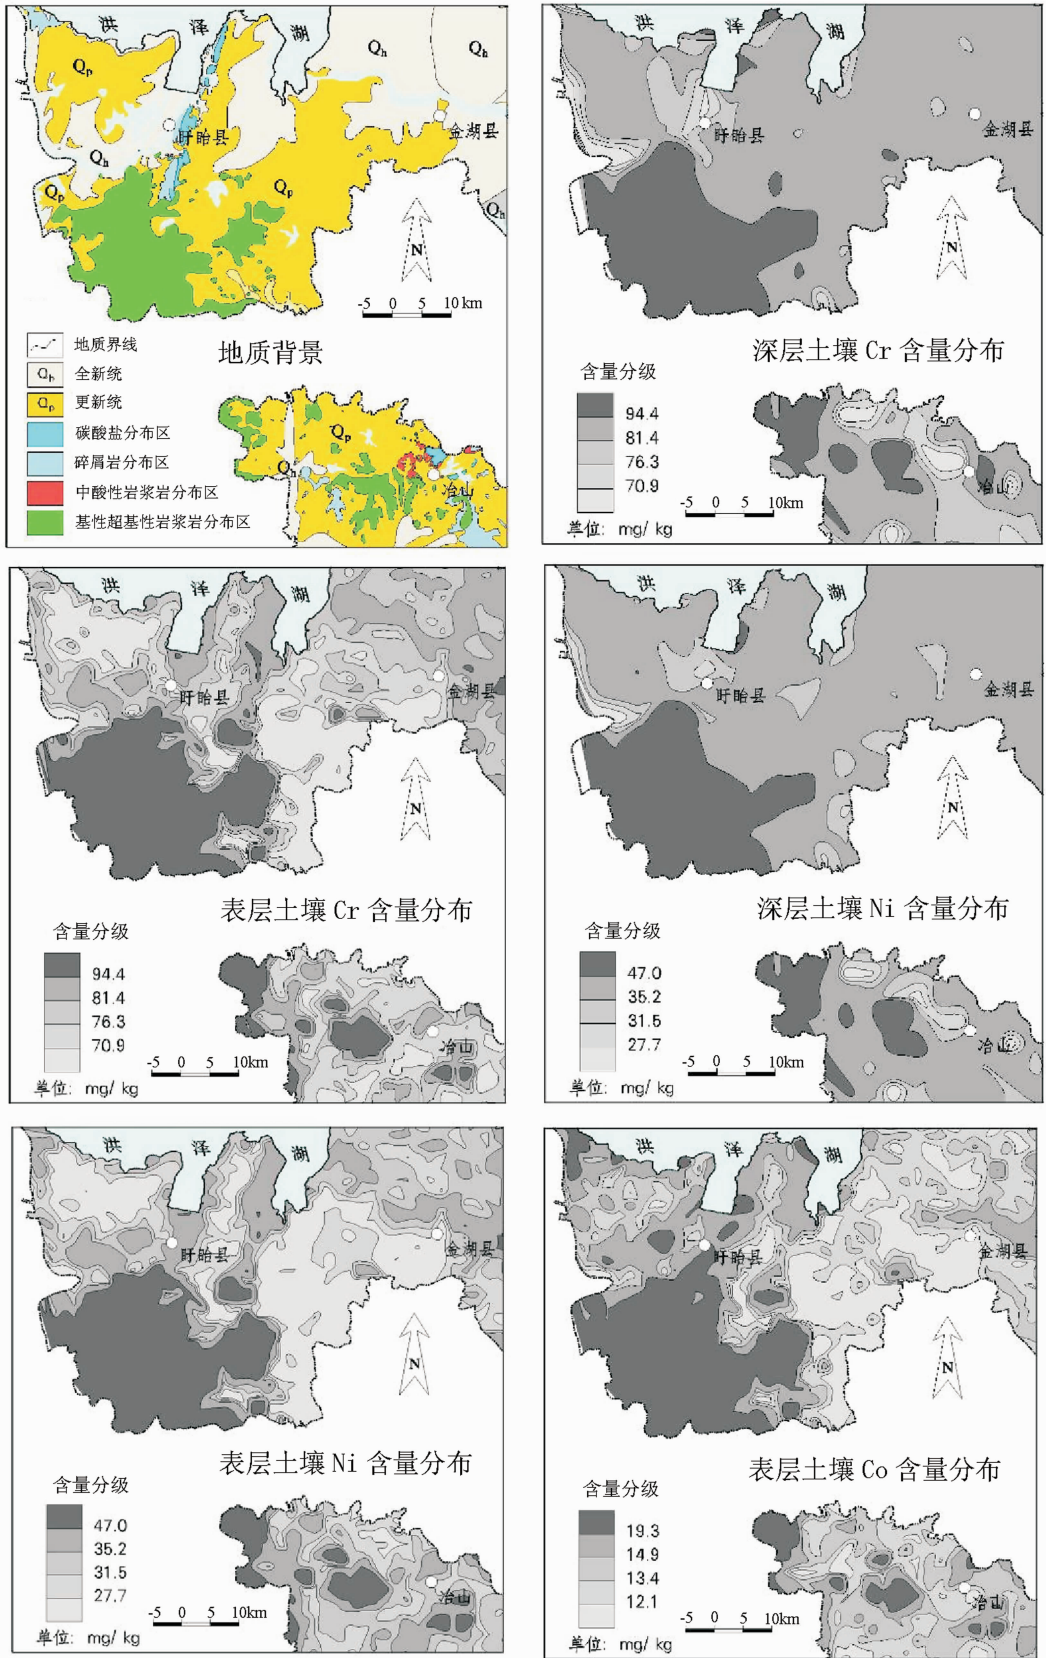 洪 泽 湖
Qp
Qh
Qh
盱眙县
金湖县
Qh
Qp
Qp
Qh
N
-5 0 5 10 km
地质界线
Qh 全新统
Qp 更新统
碳酸盐分布区
碎屑岩分布区
中酸性岩浆岩分布区
基性超基性岩浆岩分布区
地质背景
Qp
Qh
冶山
洪 泽 湖
盱眙县
金湖县
N
深层土壤 Cr 含量分布
含量分级
94.4
81.4
76.3
70.9
单位: mg/ kg
-5 0 5 10km
冶山
洪 泽 湖
盱眙县
金湖县
N
表层土壤 Cr 含量分布
含量分级
94.4
81.4
76.3
70.9
单位: mg/ kg
-5 0 5 10km
冶山
洪 泽 湖
盱眙县
金湖县
N
深层土壤 Ni 含量分布
含量分级
47.0
35.2
31.5
27.7
单位: mg/ kg
-5 0 5 10km
冶山
洪 泽 湖
盱眙县
金湖县
N
表层土壤 Ni 含量分布
含量分级
47.0
35.2
31.5
27.7
单位: mg/ kg
-5 0 5 10km
冶山
洪 泽 湖
盱眙县
金湖县
N
表层土壤 Co 含量分布
含量分级
19.3
14.9
13.4
12.1
单位: mg/ kg
-5 0 5 10km
冶山